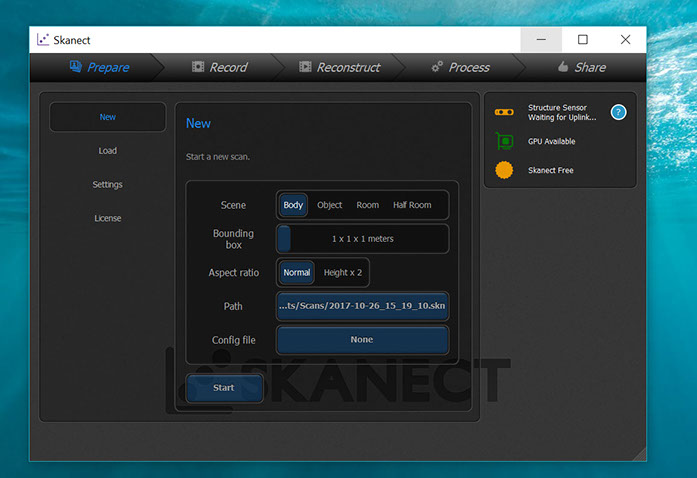 Skanect
Prepare
Record
Reconstruct
Process
Share
New
Load
Settings
License
New
Start a new scan.
Scene
Body
Object
Room
Half Room
Bounding
box
1 x 1 x 1 meters
Aspect ratio
Normal
Height x 2
Path
...ts/Scans/2017-10-26_15_19_10.skn
Config file
None
Start
SKANECT
Structure Sensor
Waiting for Uplink...
?
GPU Available
Skanect Free